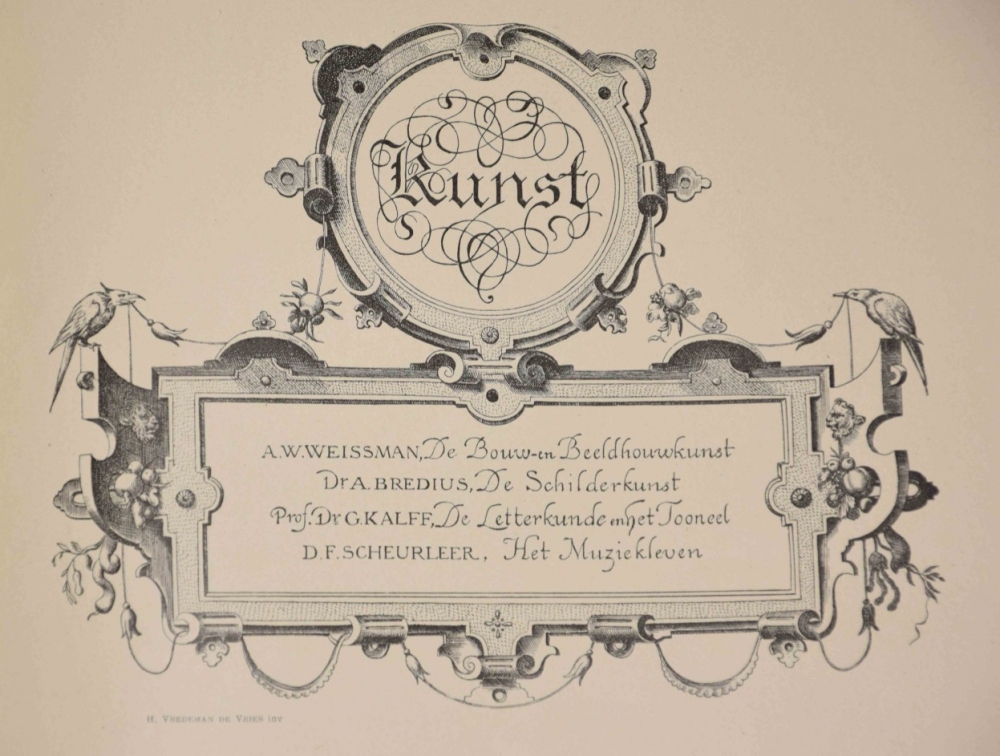 Kunst
A.W. WEISSMAN, De Bouw-en Beeldhouwkunst
Dr A. BREDIUS, De Schilderkunst
Prof. Dr G. KALFF, De Letterkunde en het Tooneel
D.F. SCHEURLEER, Het Muziekleven
H. VREDEMAN DE VRIES INV